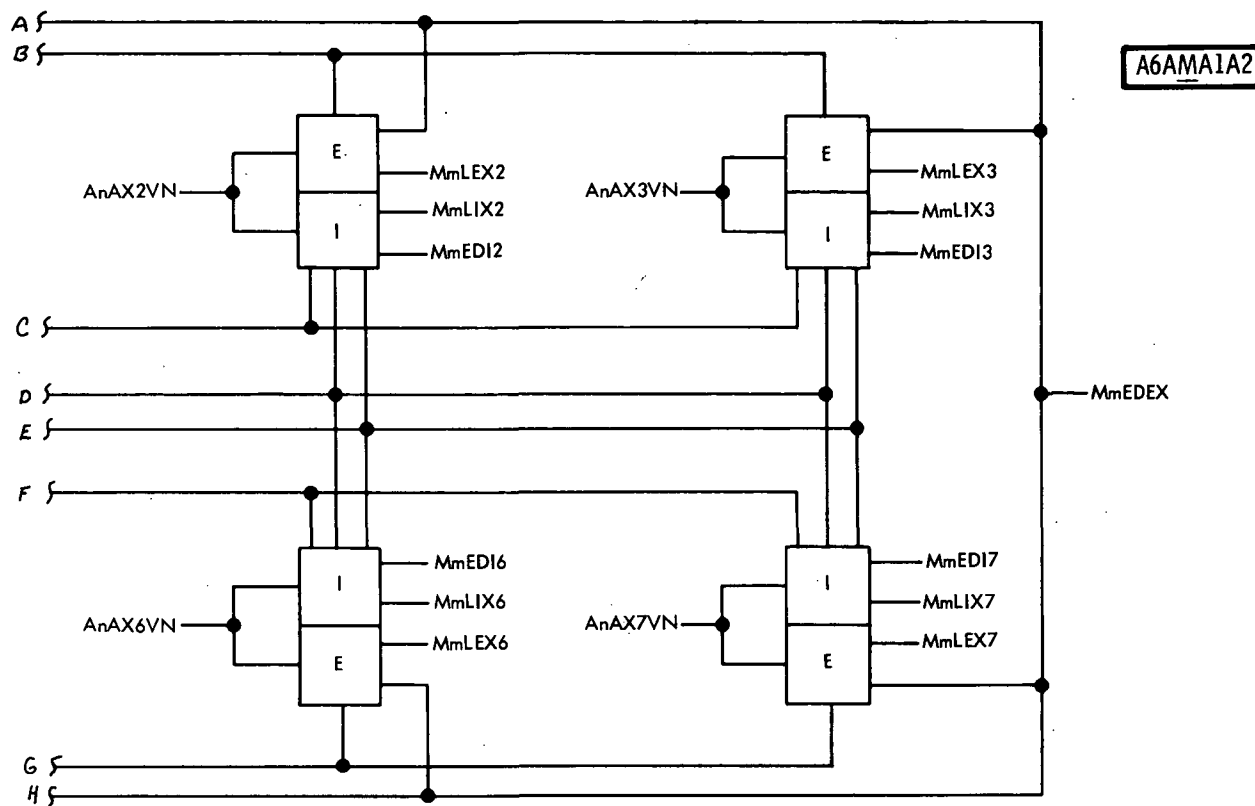 A
B
A6AMA1A2
E
E
AnAX2VN
MmLEX2
AnAX3VN
MmLEX3
MmLIX2
MmLIX3
I
I
MmEDI2
MmEDI3
C
D
MmEDEX
E
F
MmEDI6
MmEDI7
I
I
MmLIX6
MmLIX7
AnAX6VN
AnAX7VN
MmLEX6
MmLEX7
E
E
G
H